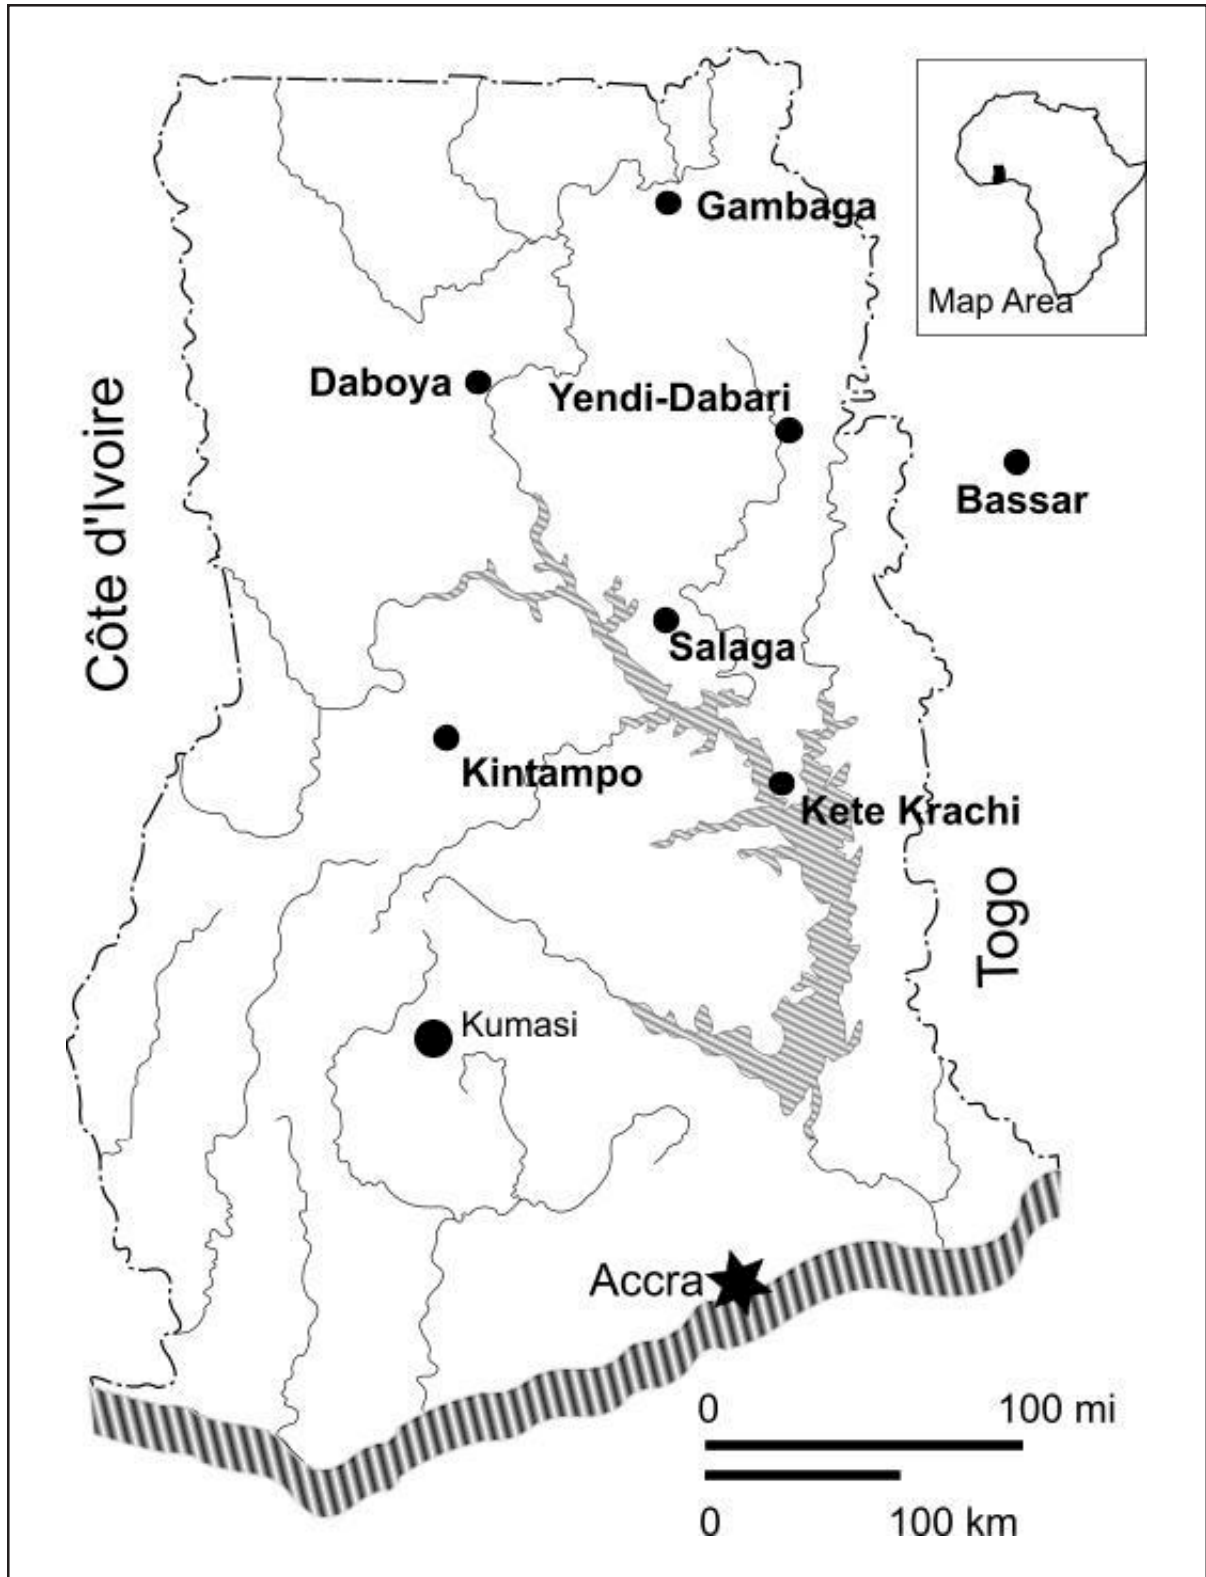 Gambaga
Map Area
Daboya
Yendi-Dabari
Bassar
Côte d'Ivoire
Salaga
Kintampo
Kete Krachi
Togo
Kumasi
Accra
0 100 mi
0 100 km